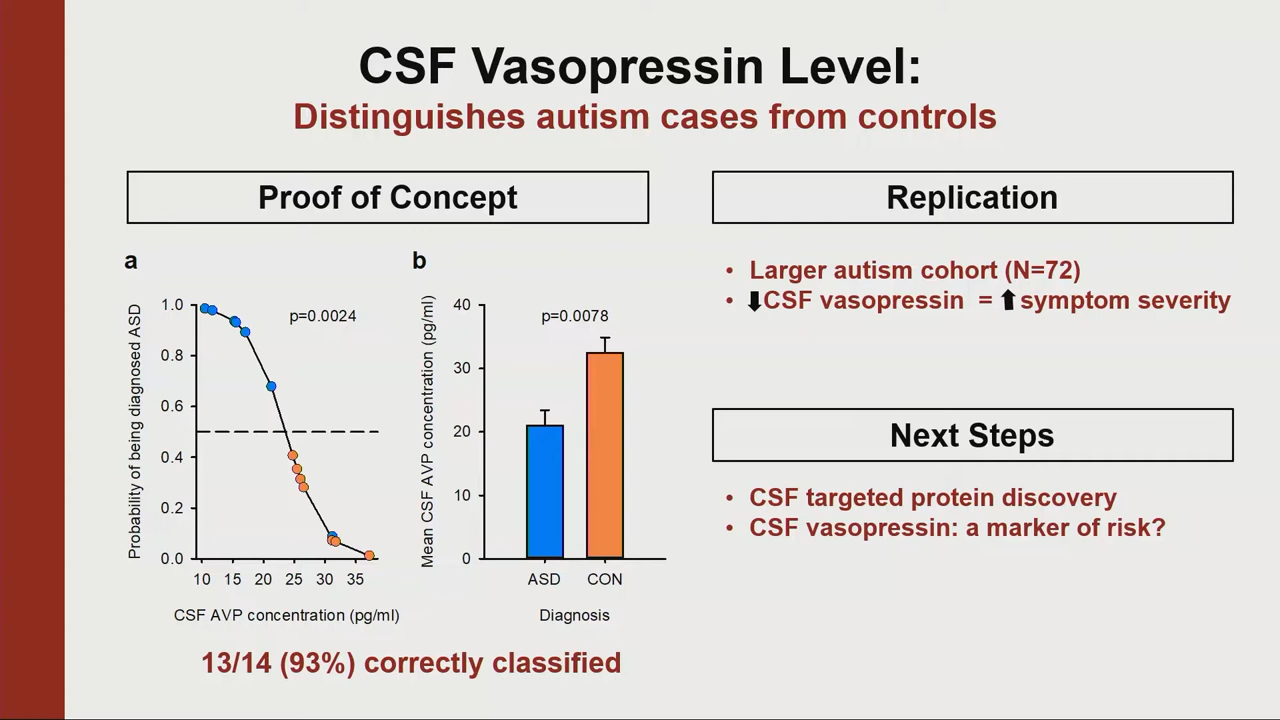 CSF Vasopressin Level:
Distinguishes autism cases from controls
Proof of Concept
a
Probability of being diagnosed ASD
1.0
0.8
0.6
0.4
0.2
0.0
p=0.0024
10 15 20 25 30 35
CSF AVP concentration (pg/ml)
b
Mean CSF AVP concentration (pg/ml)
40
30
20
10
0
p=0.0078
ASD CON
Diagnosis
13/14 (93%) correctly classified
Replication
• Larger autism cohort (N=72)
• ⬇CSF vasopressin = ⬆symptom severity
Next Steps
• CSF targeted protein discovery
• CSF vasopressin: a marker of risk?